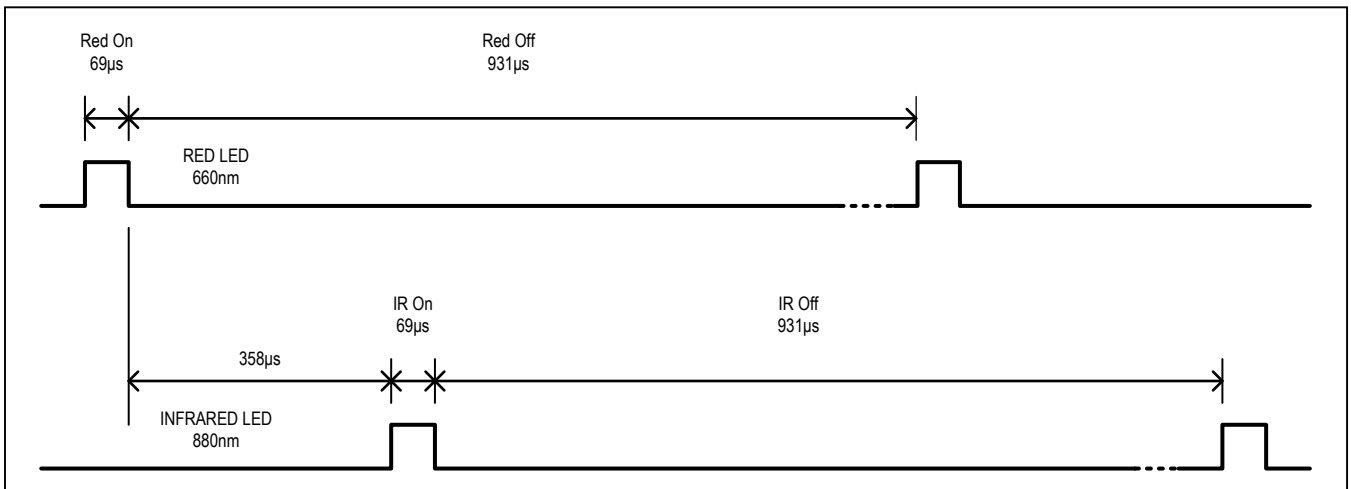 Red On
69µs
Red Off
931µs
RED LED
660nm
IR On
69µs
IR Off
931µs
358µs
INFRARED LED
880nm